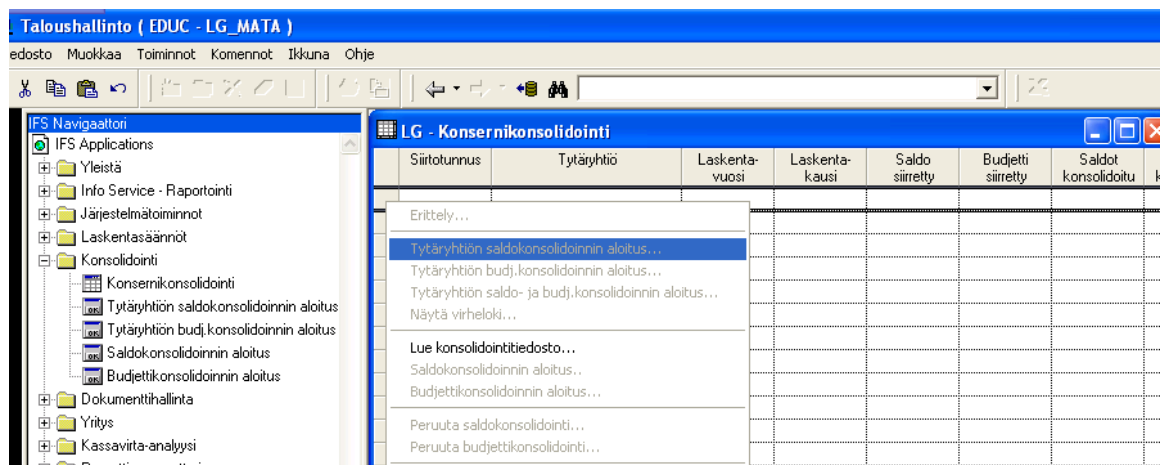 Taloushallinto ( EDUC - LG_MATA )
edosto Muokkaa Toiminnot Komennot Ikkuna Ohje
IFS Navigaattori
IFS Applications
Yleistä
Info Service - Raportointi
Järjestelmätoiminnot
Laskentasäännöt
Konsolidointi
Konsernikonsolidointi
OK Tytäryhtiön saldokonsolidoinnin aloitus
OK Tytäryhtiön budj.konsolidoinnin aloitus
OK Saldokonsolidoinnin aloitus
OK Budjettikonsolidoinnin aloitus
Dokumenttihallinta
Yritys
Kassavirta-analyysi
LG - Konsernikonsolidointi
Siirtotunnus Tytäryhtiö Laskenta- Laskenta- Saldo Budjetti Saldot
vuosi kausi siirretty siirretty konsolidoitu
Erittely...
Tytäryhtiön saldokonsolidoinnin aloitus...
Tytäryhtiön budj.konsolidoinnin aloitus...
Tytäryhtiön saldo- ja budj.konsolidoinnin aloitus...
Näytä virheloki...
Lue konsolidointitiedosto...
Saldokonsolidoinnin aloitus..
Budjettikonsolidoinnin aloitus...
Peruuta saldokonsolidointi...
Peruuta budjettikonsolidointi...